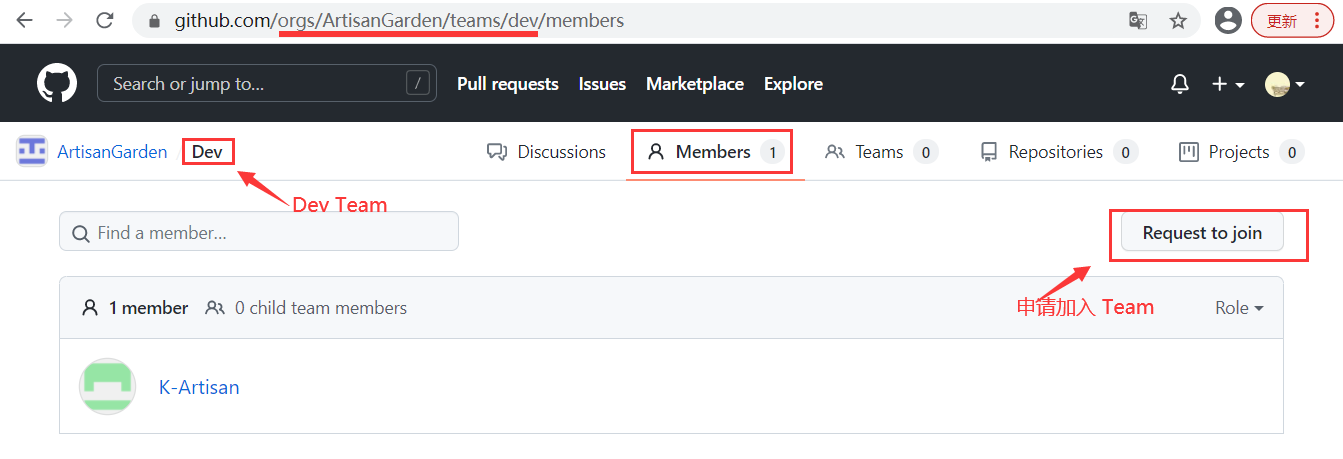 github.com/orgs/ArtisanGarden/teams/dev/members 更新
Search or jump to... / Pull requests Issues Marketplace Explore
ArtisanGarden / Dev Discussions Members 1 Teams 0 Repositories 0 Projects 0
Dev Team
Find a member... Request to join
1 member 0 child team members 申请加入 Team Role
K-Artisan